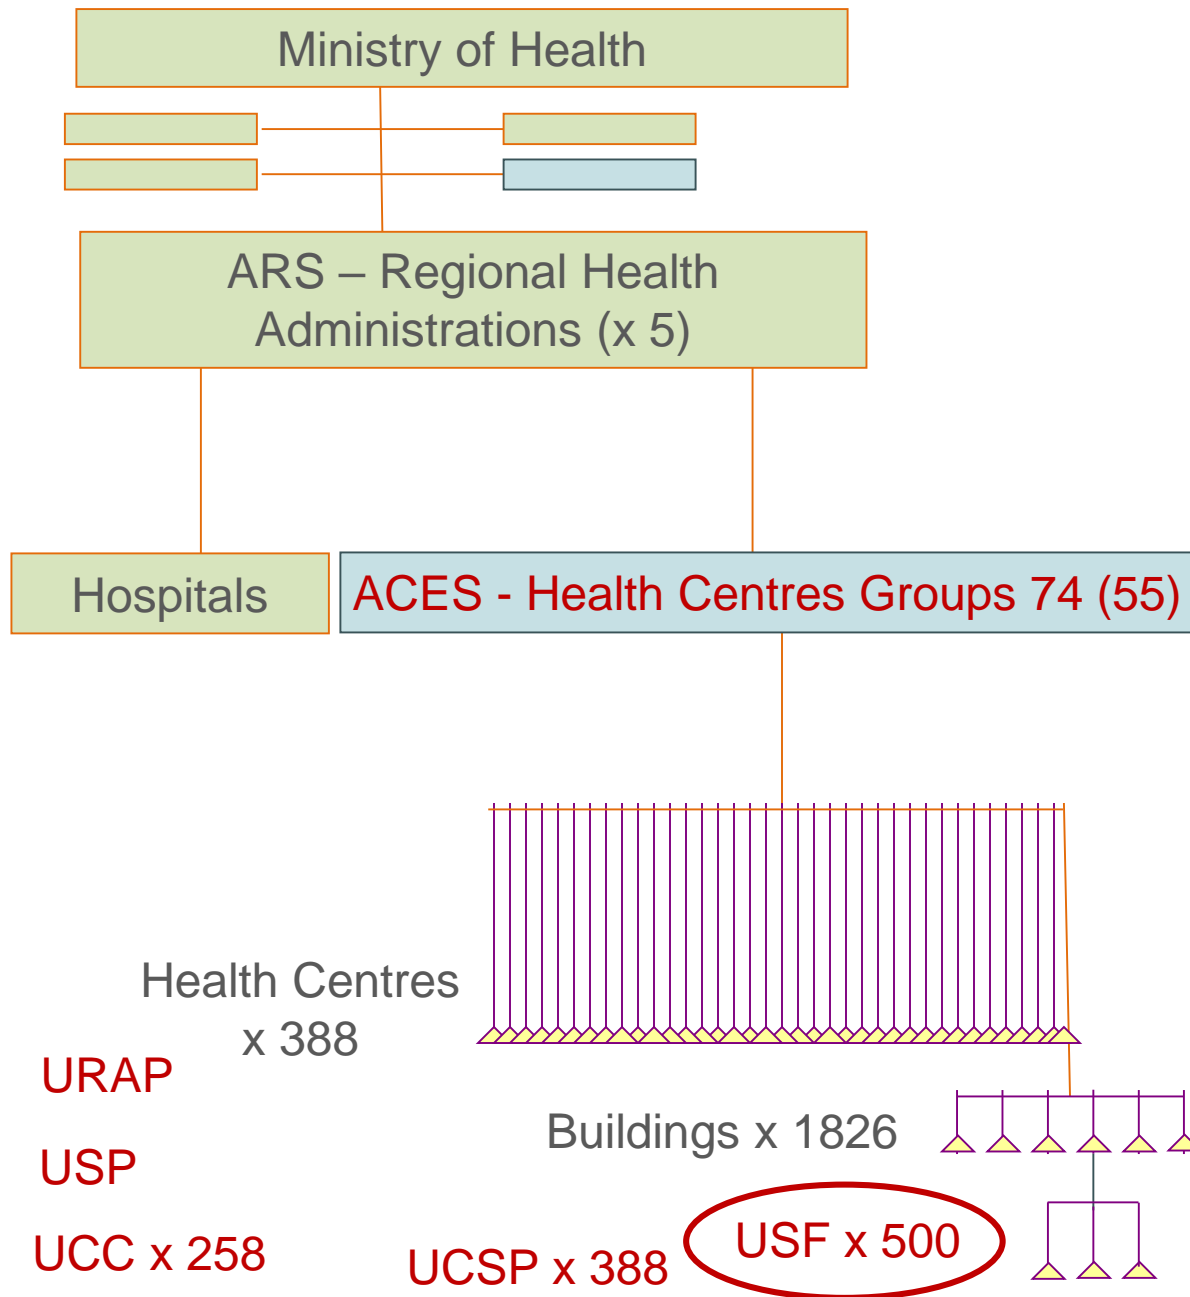 Ministry of Health
ARS – Regional Health
Administrations (x 5)
Hospitals
ACES - Health Centres Groups 74 (55)
Health Centres
x 388
URAP
Buildings x 1826
USP
UCC x 258
UCSP x 388
USF x 500